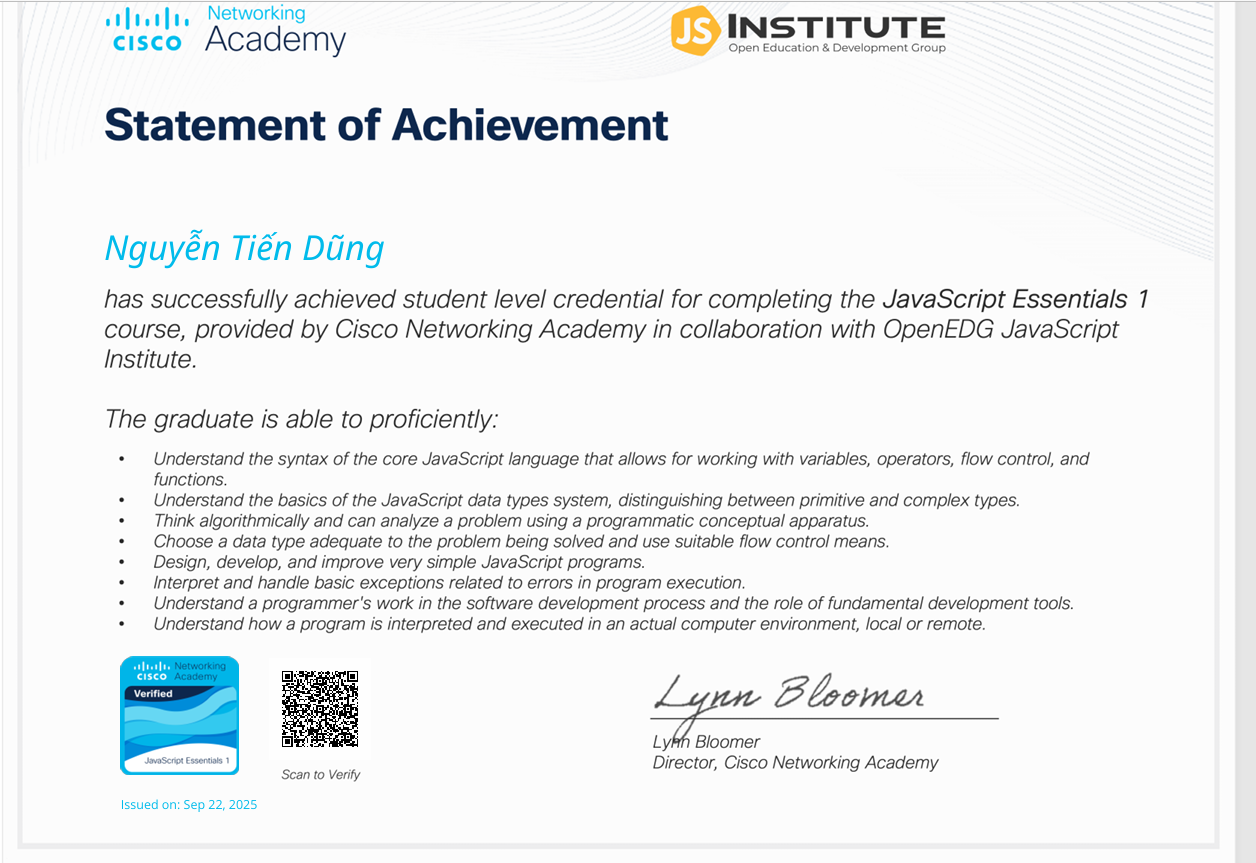 Networking
CISCO Academy
JS INSTITUTE
Open Education & Development Group
Statement of Achievement
Nguyễn Tiến Dũng
has successfully achieved student level credential for completing the JavaScript Essentials 1
course, provided by Cisco Networking Academy in collaboration with OpenEDG JavaScript
Institute.
The graduate is able to proficiently:
• Understand the syntax of the core JavaScript language that allows for working with variables, operators, flow control, and
functions.
• Understand the basics of the JavaScript data types system, distinguishing between primitive and complex types.
• Think algorithmically and can analyze a problem using a programmatic conceptual apparatus.
• Choose a data type adequate to the problem being solved and use suitable flow control means.
• Design, develop, and improve very simple JavaScript programs.
• Interpret and handle basic exceptions related to errors in program execution.
• Understand a programmer's work in the software development process and the role of fundamental development tools.
• Understand how a program is interpreted and executed in an actual computer environment, local or remote.
Networking
CISCO Academy
Verified
JavaScript Essentials 1
Scan to Verify
Issued on: Sep 22, 2025
Lynn Bloomer
Lynn Bloomer
Director, Cisco Networking Academy